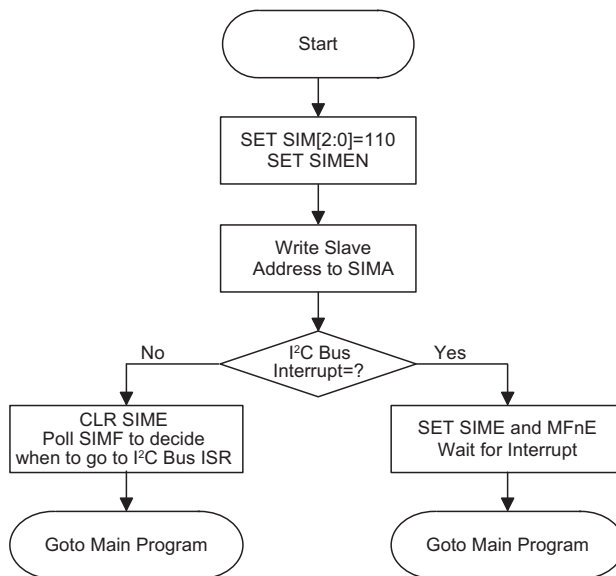 Start
SET SIM[2:0]=110
SET SIMEN
Write Slave
Address to SIMA
I²C Bus
Interrupt=?
No
Yes
CLR SIME
Poll SIMF to decide
when to go to I²C Bus ISR
SET SIME and MFnE
Wait for Interrupt
Goto Main Program
Goto Main Program